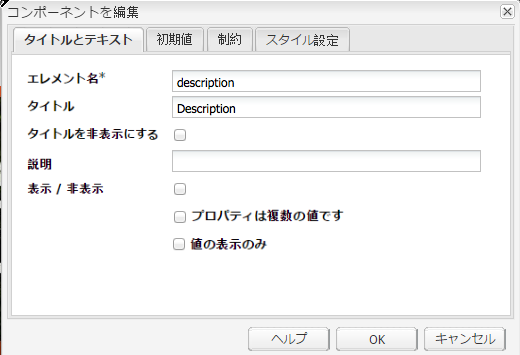 コンポーネントを編集
タイトルとテキスト 初期値 制約 スタイル設定
エレメント名* description
タイトル Description
タイトルを非表示にする
説明
表示 / 非表示
プロパティは複数の値です
値の表示のみ
ヘルプ OK キャンセル